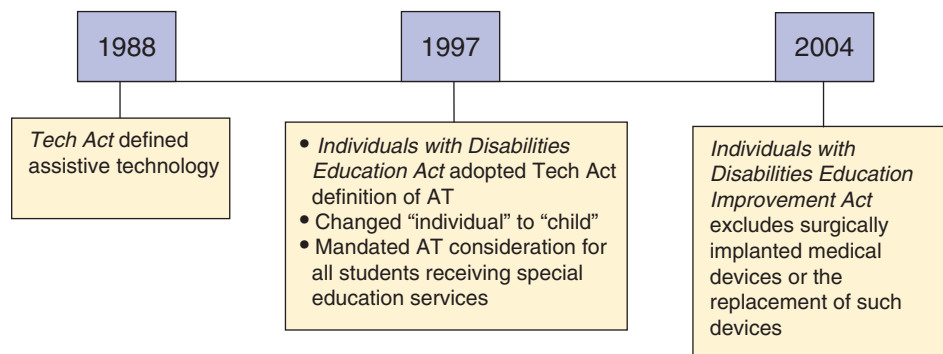 1988
1997
2004
Tech Act defined
assistive technology
• Individuals with Disabilities
Education Act adopted Tech Act
definition of AT
• Changed “individual” to “child”
• Mandated AT consideration for
all students receiving special
education services
Individuals with
Disabilities Education
Improvement Act
excludes surgically
implanted medical
devices or the
replacement of such
devices